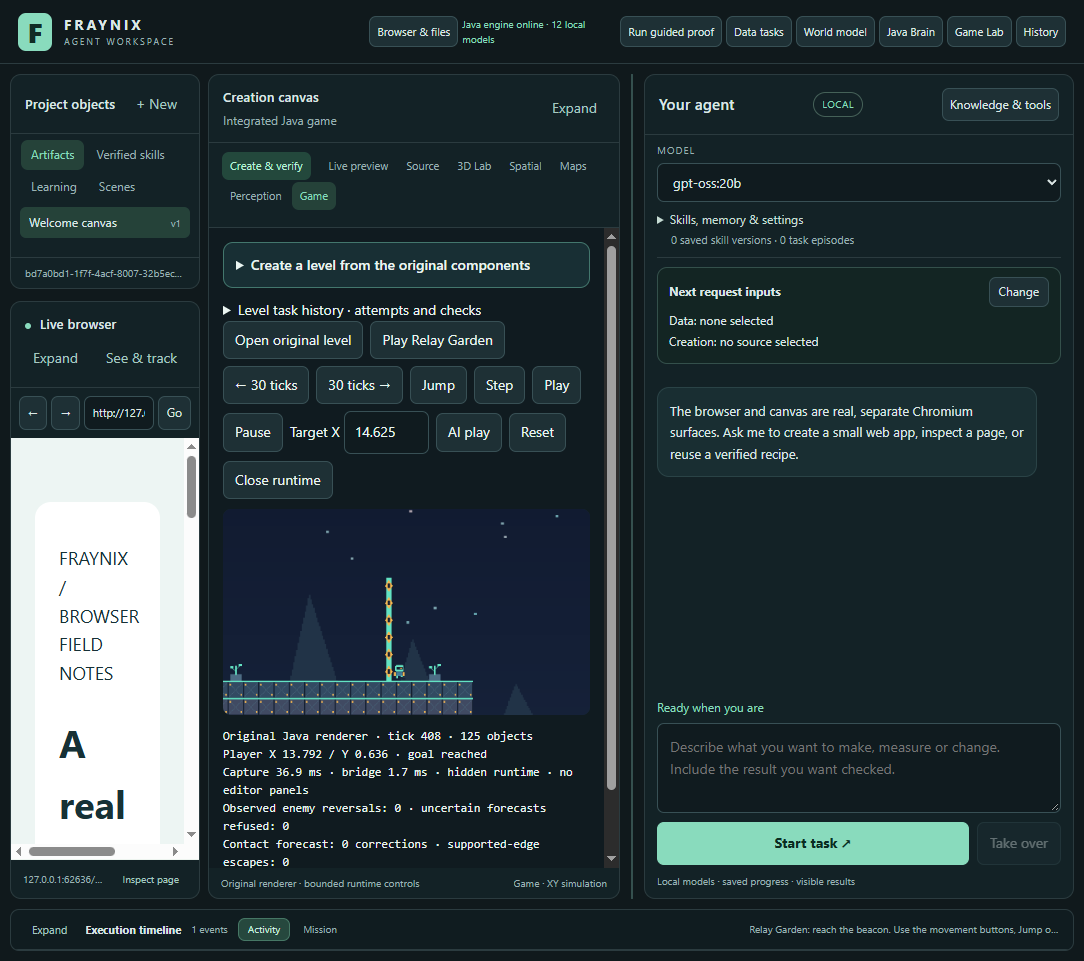 F
FRAYNIX
AGENT WORKSPACE
Browser & files
Java engine online · 12 local
models
Run guided proof
Data tasks
World model
Java Brain
Game Lab
History
Project objects
+ New
Artifacts
Verified skills
Learning
Scenes
Welcome canvas
v1
bd7a0bd1-1f7f-4acf-8007-32b5ec...
Live browser
Expand
See & track
←
→
http://127.
Go
FRAYNIX
/
BROWSER
FIELD
NOTES
A
real
127.0.0.1:62636/...
Inspect page
Creation canvas
Integrated Java game
Expand
Create & verify
Live preview
Source
3D Lab
Spatial
Maps
Perception
Game
Create a level from the original components
Level task history · attempts and checks
Open original level
Play Relay Garden
← 30 ticks
30 ticks →
Jump
Step
Play
Pause
Target X
14.625
AI play
Reset
Close runtime
Original Java renderer · tick 408 · 125 objects
Player X 13.792 / Y 0.636 · goal reached
Capture 36.9 ms · bridge 1.7 ms · hidden runtime · no
editor panels
Observed enemy reversals: 0 · uncertain forecasts
refused: 0
Contact forecast: 0 corrections · supported-edge
escapes: 0
Original renderer · bounded runtime controls
Game · XY simulation
Your agent
LOCAL
Knowledge & tools
MODEL
gpt-oss:20b
Skills, memory & settings
0 saved skill versions · 0 task episodes
Next request inputs
Change
Data: none selected
Creation: no source selected
The browser and canvas are real, separate Chromium
surfaces. Ask me to create a small web app, inspect a page, or
reuse a verified recipe.
Ready when you are
Describe what you want to make, measure or change.
Include the result you want checked.
Start task ↗
Take over
Local models · saved progress · visible results
Expand
Execution timeline
1 events
Activity
Mission
Relay Garden: reach the beacon. Use the movement buttons, Jump o...